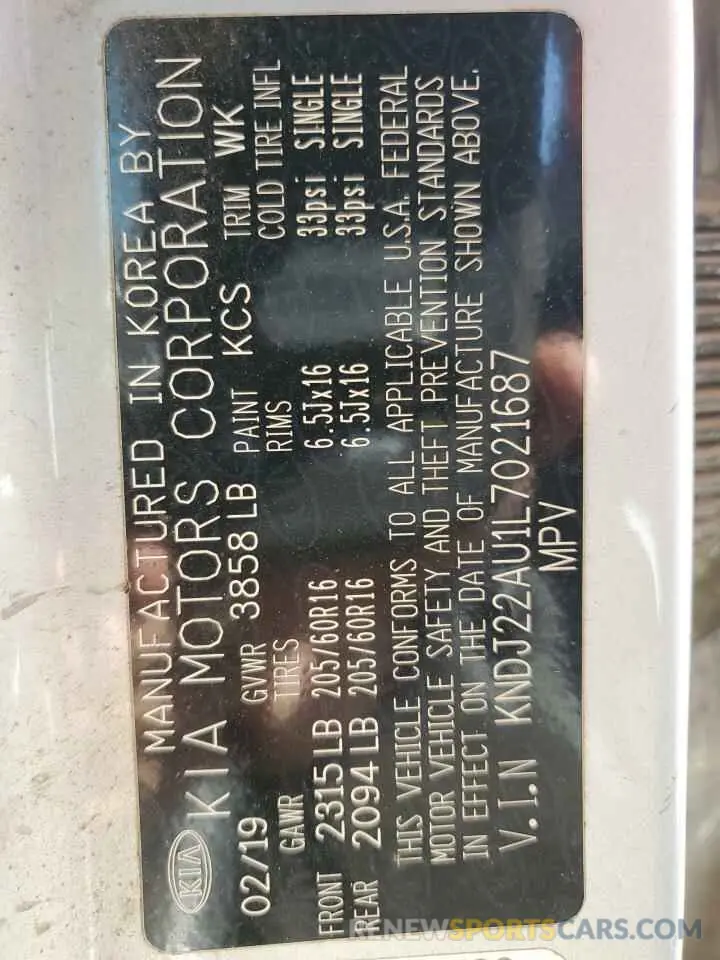 KIA
MANUFACTURED IN KOREA BY
KIA MOTORS CORPORATION
02/19 GVWR 3858 LB PAINT KCS TRIM WK
GAWR TIRES RIMS COLD TIRE INFL
FRONT 2315 LB 205/60R16 6.5Jx16 33psi SINGLE
REAR 2094 LB 205/60R16 6.5Jx16 33psi SINGLE
THIS VEHICLE CONFORMS TO ALL APPLICABLE U.S.A. FEDERAL
MOTOR VEHICLE SAFETY AND THEFT PREVENTION STANDARDS
IN EFFECT ON THE DATE OF MANUFACTURE SHOWN ABOVE.
V.I.N KNDJ22AU1L7021687
MPV
RENEWSPORTSCARS.COM